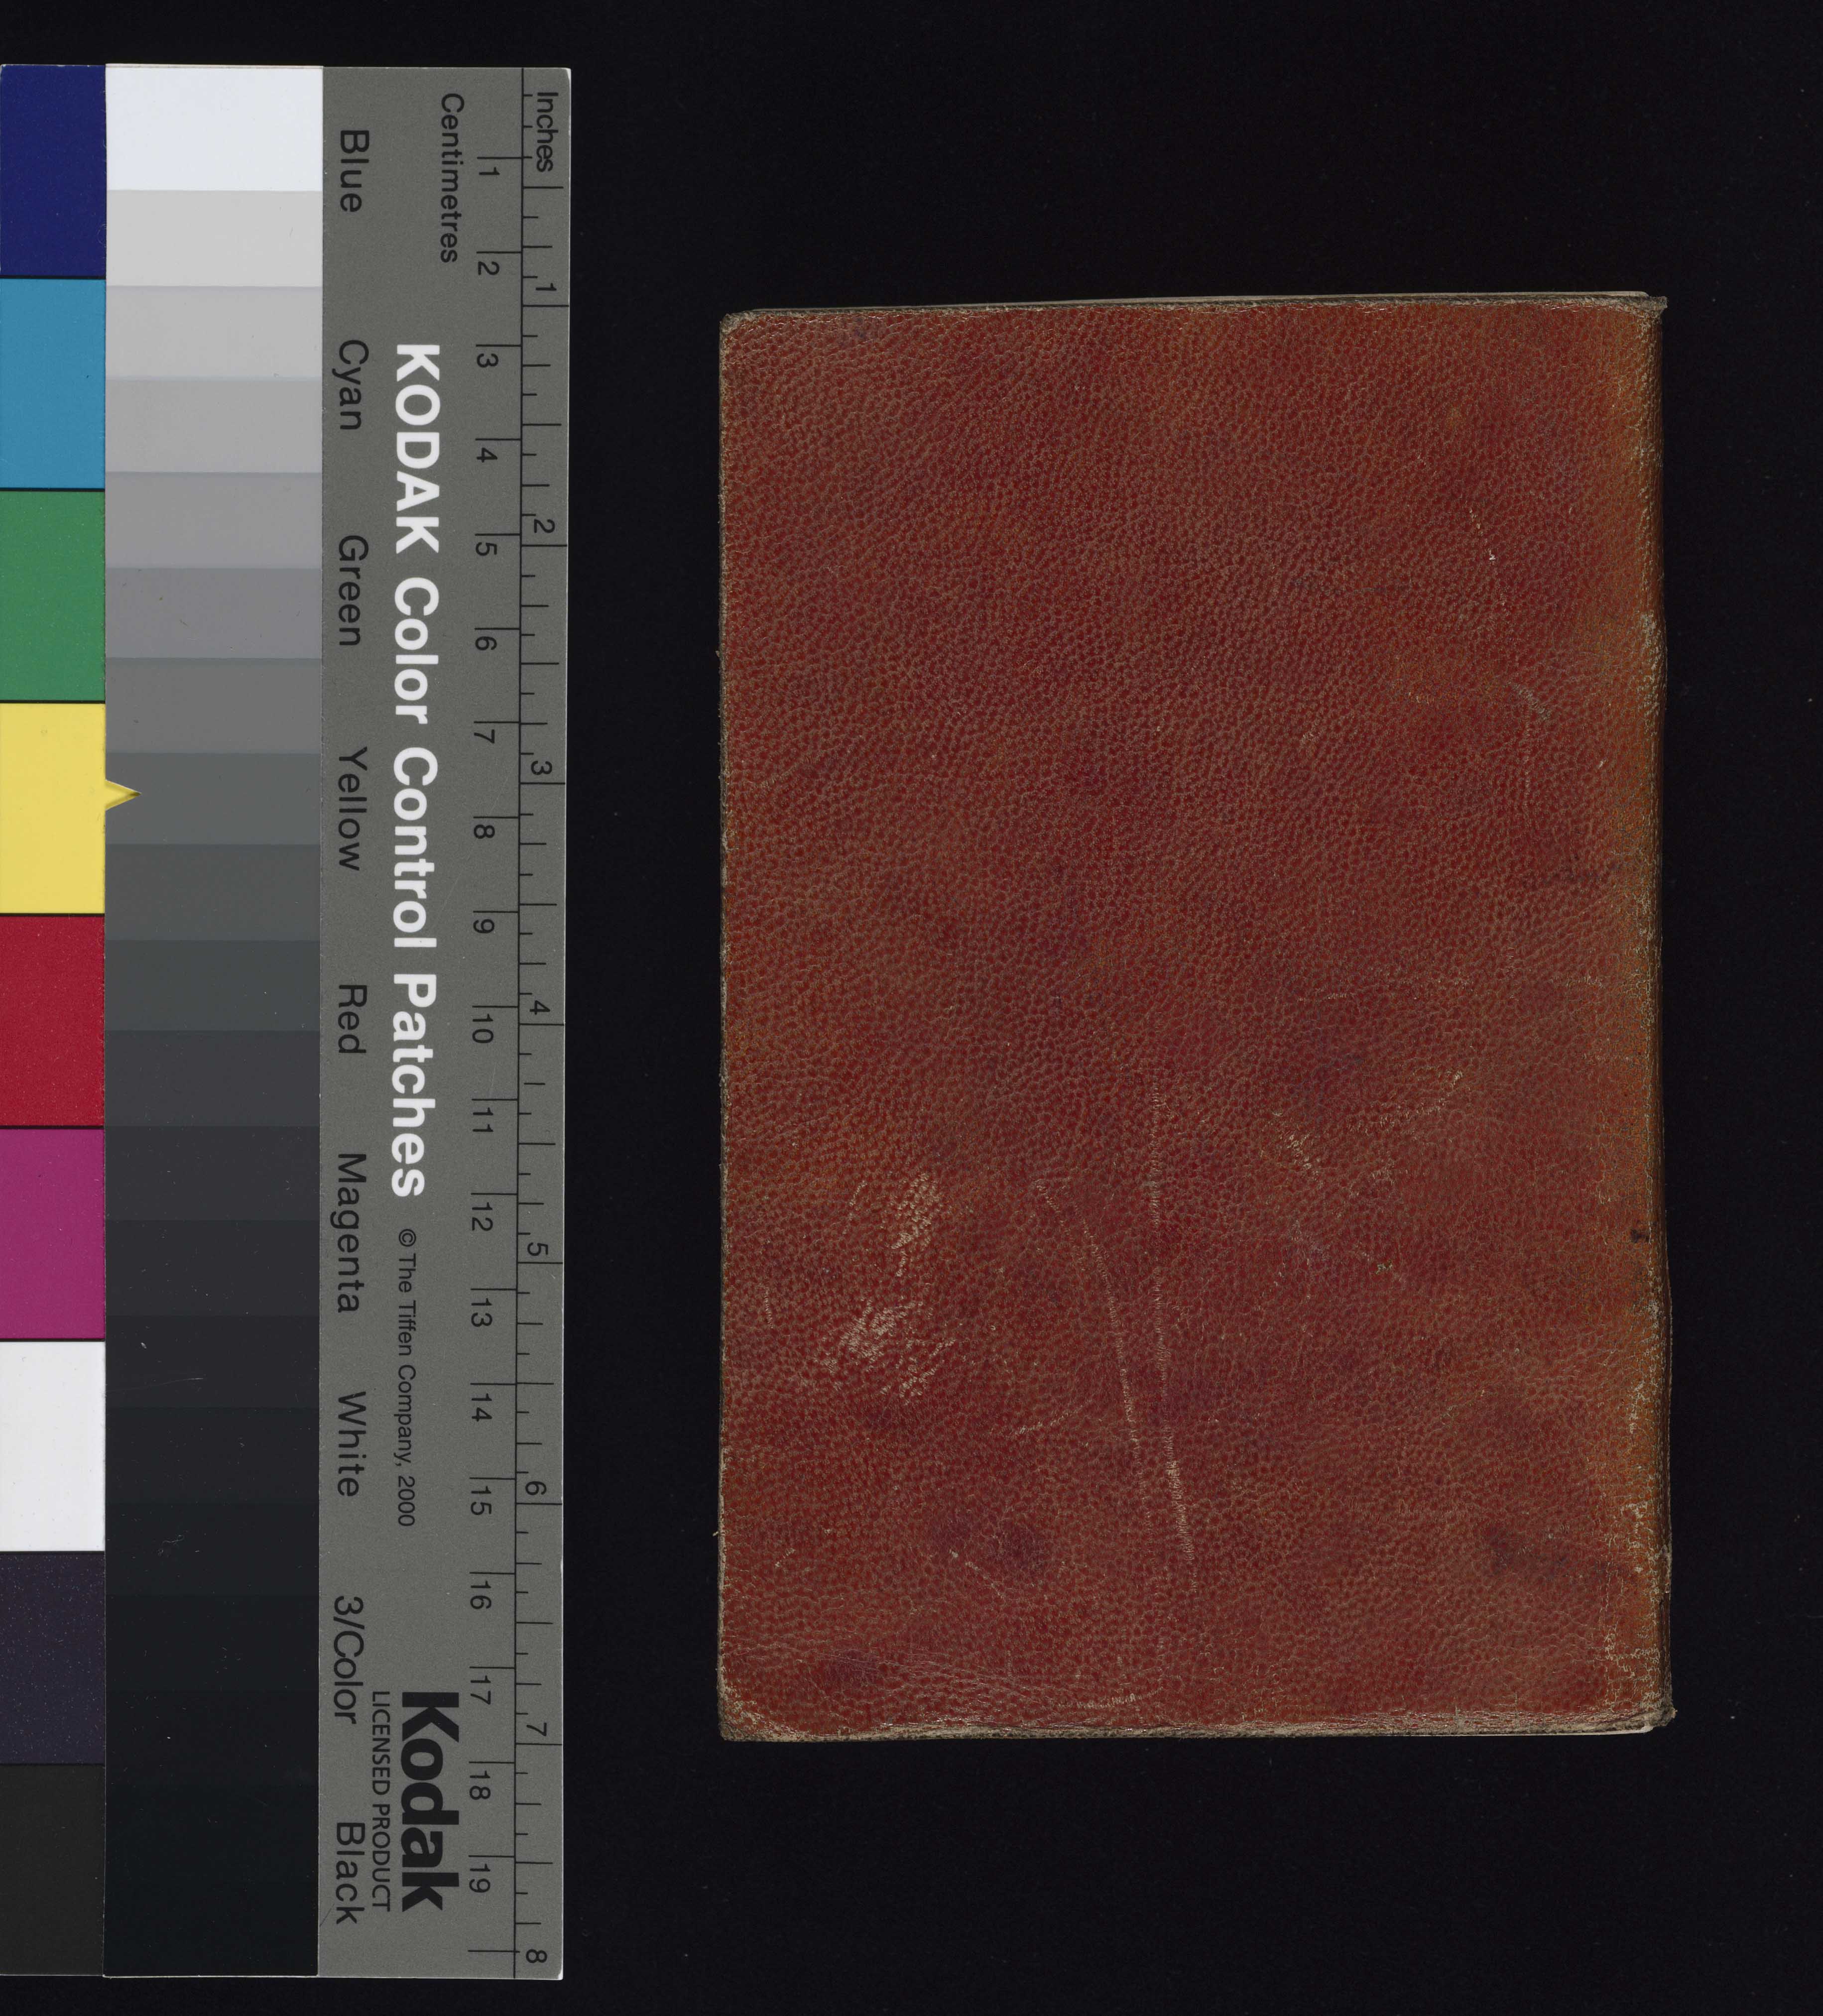 Inches
1 2 3 4 5 6 7 8
Centimetres
1 2 3 4 5 6 7 8 9 10 11 12 13 14 15 16 17 18 19
KODAK Color Control Patches © The Tiffen Company, 2000
Kodak
LICENSED PRODUCT
Blue Cyan Green Yellow Red Magenta White 3/Color Black